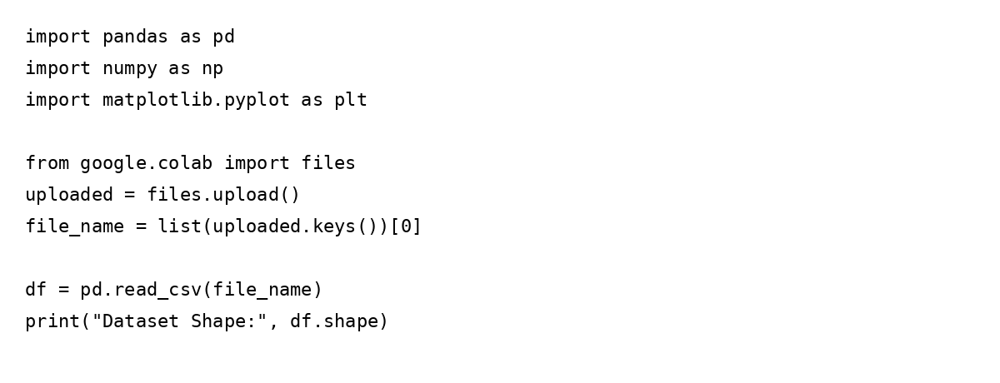 import pandas as pd
import numpy as np
import matplotlib.pyplot as plt
from google.colab import files
uploaded = files.upload()
file_name = list(uploaded.keys())[0]
df = pd.read_csv(file_name)
print("Dataset Shape:", df.shape)